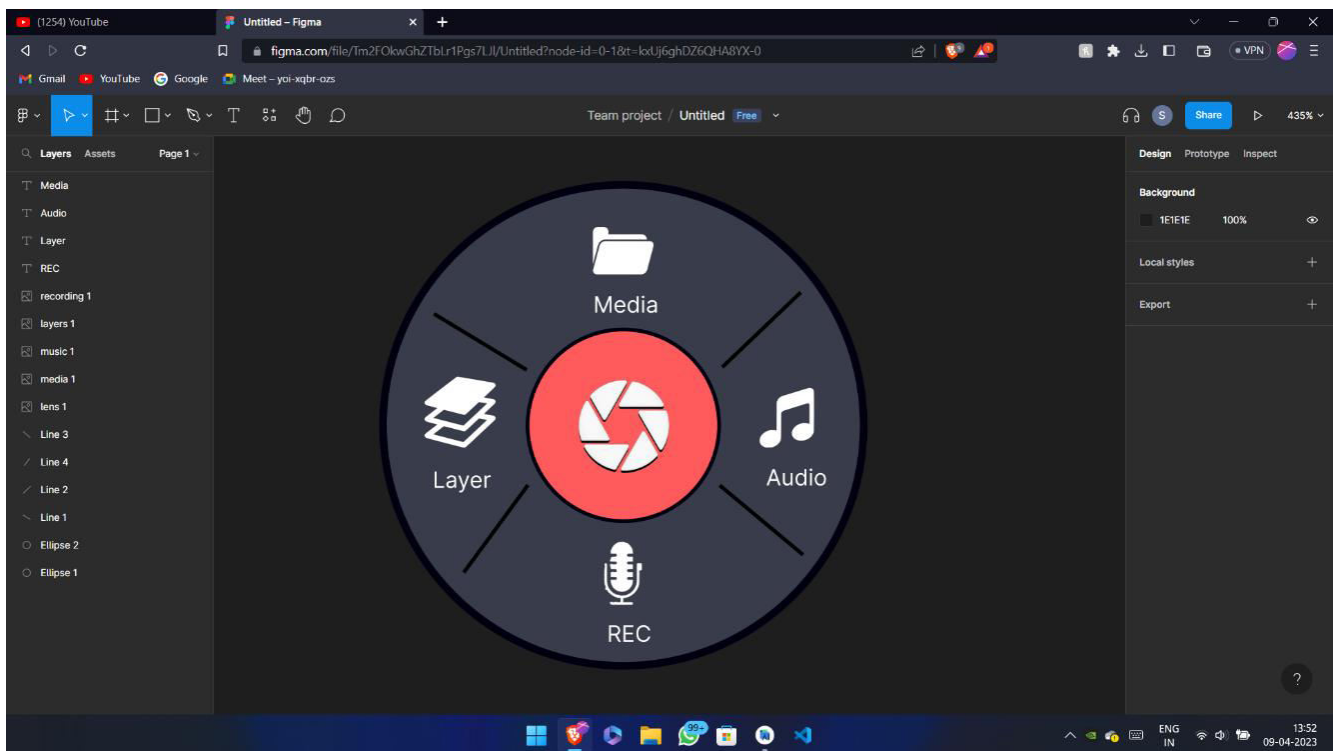 (1254) YouTube
Untitled – Figma
figma.com/file/Tm2FOkwGhZTbLr1Pgs7LJl/Untitled?node-id=0-1&t=kxUj6ghDZ6QHA8YX-0
VPN
Gmail YouTube Google Meet – yoi-xqbr-ozs
Team project / Untitled Free
S Share 435%
Layers Assets Page 1
Design Prototype Inspect
Media
Audio
Layer
REC
recording 1
layers 1
music 1
media 1
lens 1
Line 3
Line 4
Line 2
Line 1
Ellipse 2
Ellipse 1
Media
Layer
Audio
REC
Background
1E1E1E 100%
Local styles
Export
?
99+
ENG
IN
13:52
09-04-2023